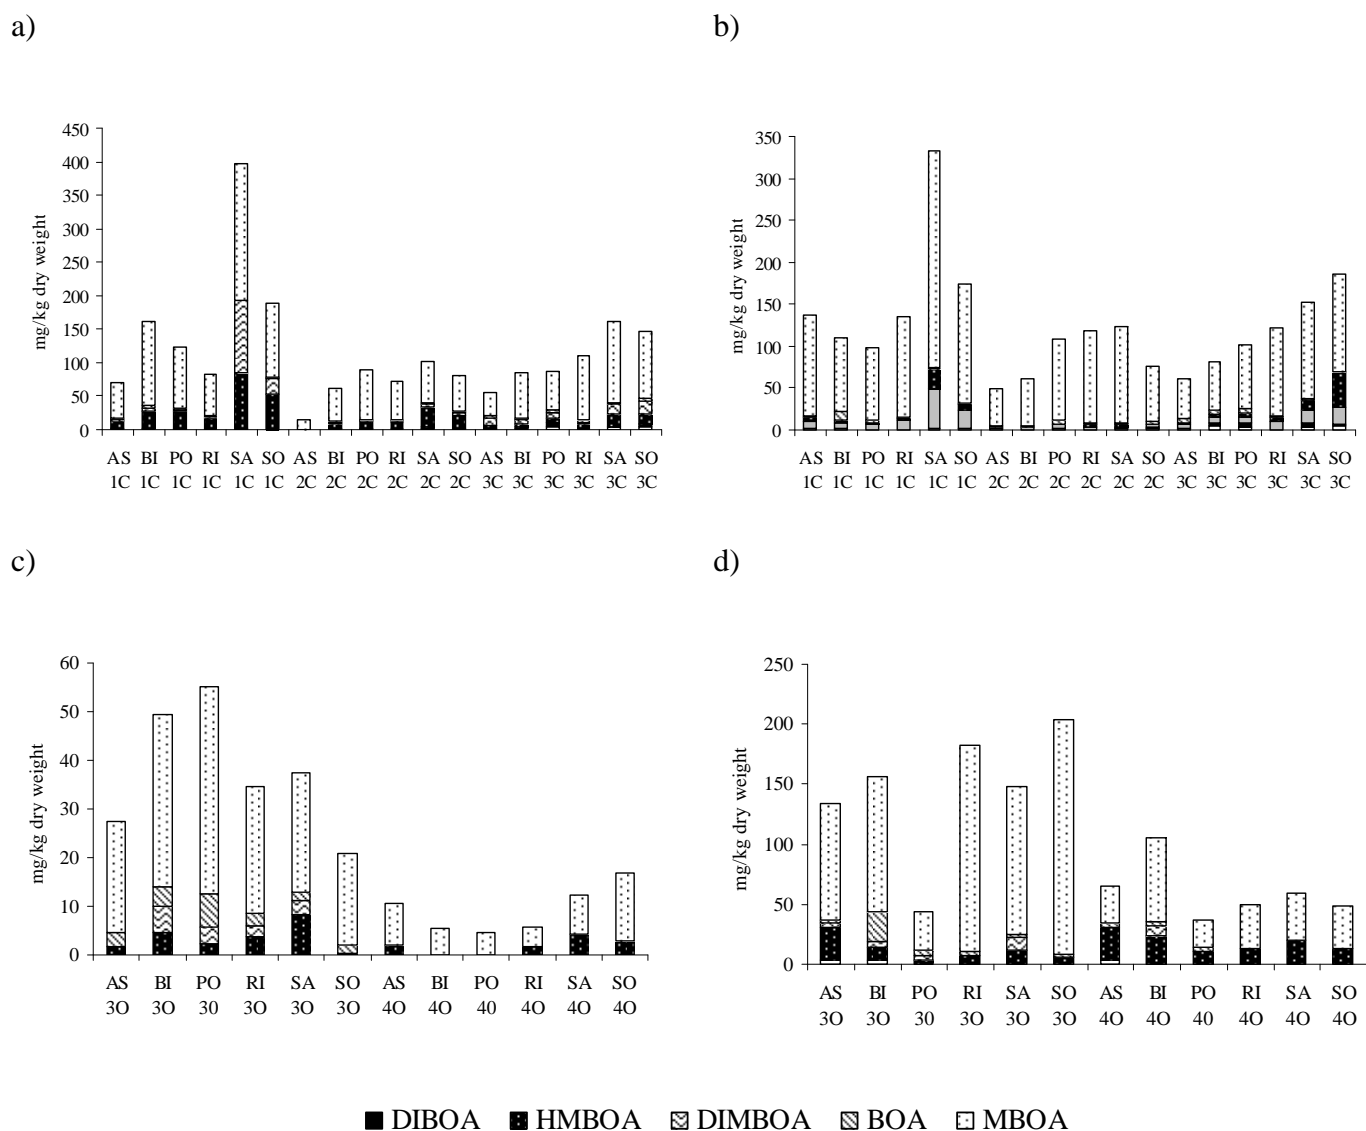 a)
b)
450
400
350
300
250
200
150
100
50
0
mg/kg dry weight
AS BI PO RI SA SO AS BI PO RI SA SO AS BI PO RI SA SO
1C 1C 1C 1C 1C 1C 2C 2C 2C 2C 2C 2C 3C 3C 3C 3C 3C 3C
350
300
250
200
150
100
50
0
mg/kg dry weight
AS BI PO RI SA SO AS BI PO RI SA SO AS BI PO RI SA SO
1C 1C 1C 1C 1C 1C 2C 2C 2C 2C 2C 2C 3C 3C 3C 3C 3C 3C
c)
d)
60
50
40
30
20
10
0
mg/kg dry weight
AS BI PO RI SA SO AS BI PO RI SA SO
3O 3O 30 3O 3O 3O 4O 4O 40 4O 4O 4O
250
200
150
100
50
0
mg/kg dry weight
AS BI PO RI SA SO AS BI PO RI SA SO
3O 3O 30 3O 3O 3O 4O 4O 40 4O 4O 4O
DIBOA HMBOA DIMBOA BOA MBOA